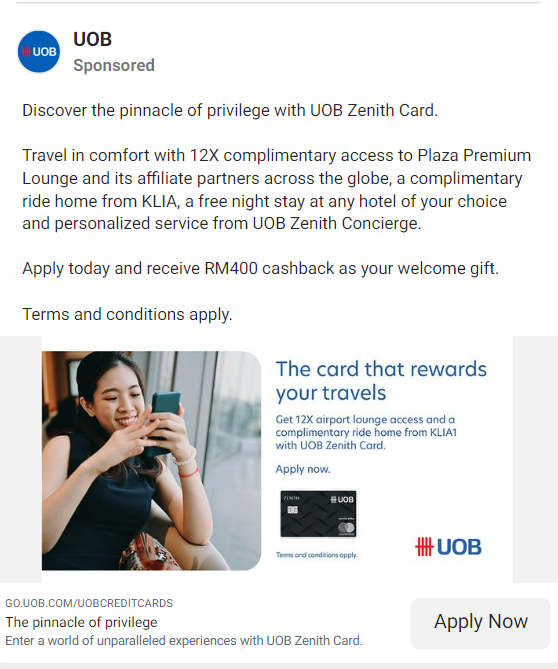 UOB
UOB
Sponsored
Discover the pinnacle of privilege with UOB Zenith Card.
Travel in comfort with 12X complimentary access to Plaza Premium
Lounge and its affiliate partners across the globe, a complimentary
ride home from KLIA, a free night stay at any hotel of your choice
and personalized service from UOB Zenith Concierge.
Apply today and receive RM400 cashback as your welcome gift.
Terms and conditions apply.
The card that rewards
your travels
Get 12X airport lounge access and a
complimentary ride home from KLIA1
with UOB Zenith Card.
Apply now.
ZENITH
UOB
Terms and conditions apply.
UOB
GO.UOB.COM/UOBCREDITCARDS
The pinnacle of privilege
Enter a world of unparalleled experiences with UOB Zenith Card.
Apply Now